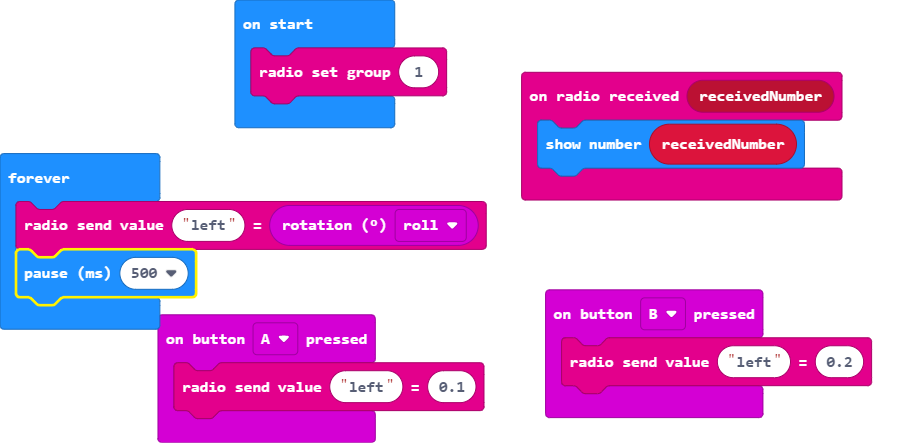 on start
radio set group 1
on radio received receivedNumber
show number receivedNumber
forever
radio send value "left" = rotation (º) roll
pause (ms) 500
on button A pressed
radio send value "left" = 0.1
on button B pressed
radio send value "left" = 0.2